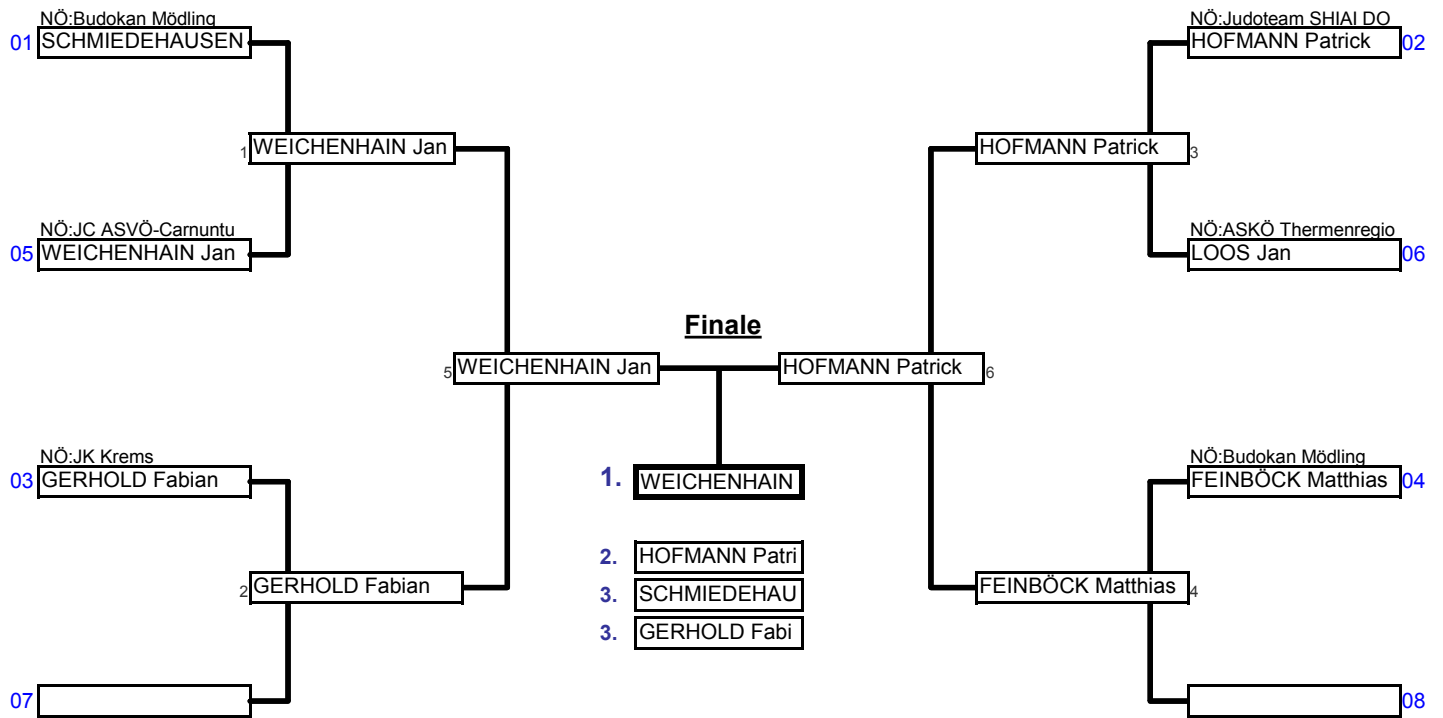 NÖ:Budokan Mödling
01 SCHMIEDEHAUSEN
NÖ:Judoteam SHIAI DO
HOFMANN Patrick 02
1 WEICHENHAIN Jan
HOFMANN Patrick 3
NÖ:JC ASVÖ-Carnuntu
05 WEICHENHAIN Jan
NÖ:ASKÖ Thermenregio
LOOS Jan 06
Finale
5 WEICHENHAIN Jan
HOFMANN Patrick 6
NÖ:JK Krems
03 GERHOLD Fabian
1. WEICHENHAIN
NÖ:Budokan Mödling
FEINBÖCK Matthias 04
2. HOFMANN Patri
2 GERHOLD Fabian
3. SCHMIEDEHAU
FEINBÖCK Matthias 4
3. GERHOLD Fabi
07
08